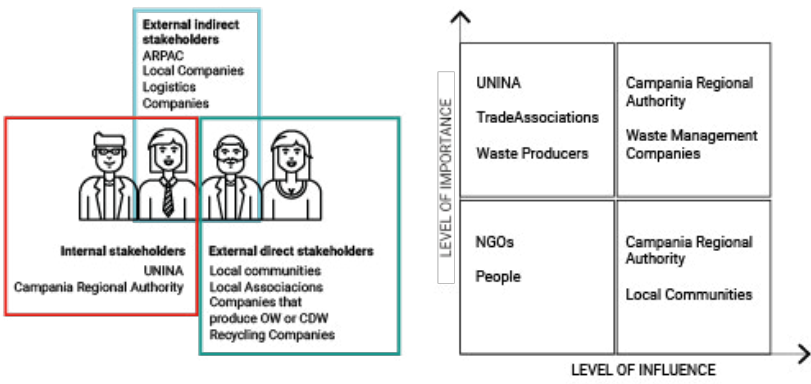 External indirect
stakeholders
ARPAC
Local Companies
Logistics
Companies
Internal stakeholders
UNINA
Campania Regional Authority
External direct stakeholders
Local communities
Local Associacions
Companies that
produce OW or CDW
Recycling Companies
LEVEL OF IMPORTANCE
UNINA
TradeAssociations
Waste Producers
Campania Regional
Authority
Waste Management
Companies
NGOs
People
Campania Regional
Authority
Local Communities
LEVEL OF INFLUENCE